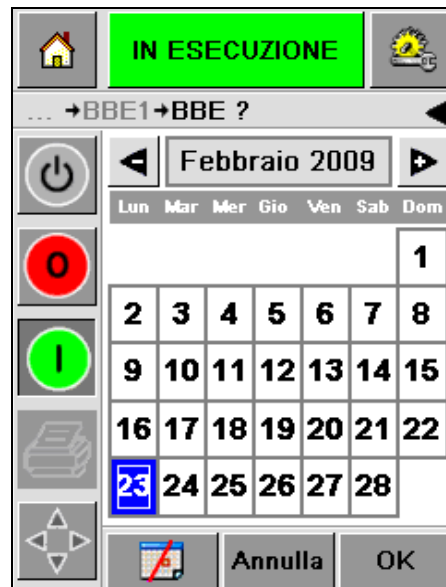 IN ESECUZIONE
... →BBE1→BBE ?
Febbraio 2009
Lun Mar Mer Gio Ven Sab Dom
1
2 3 4 5 6 7 8
9 10 11 12 13 14 15
16 17 18 19 20 21 22
23 24 25 26 27 28
O
I
Annulla OK